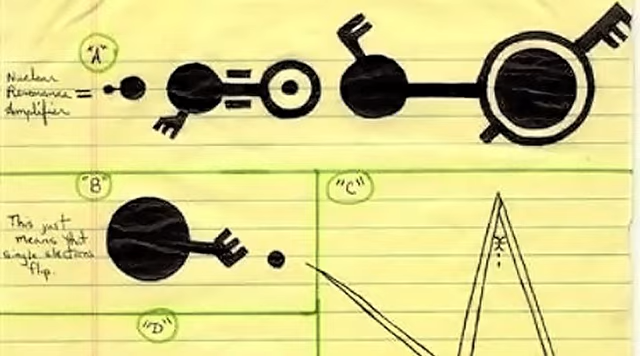 "A"
Nuclear
Resonance =
Amplifier
"B"
This just
means that
single electrons
flip.
"C"
"D"